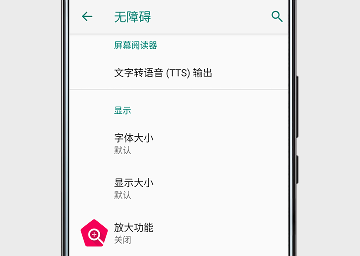 无障碍
屏幕阅读器
文字转语音 (TTS) 输出
显示
字体大小
默认
显示大小
默认
放大功能
关闭